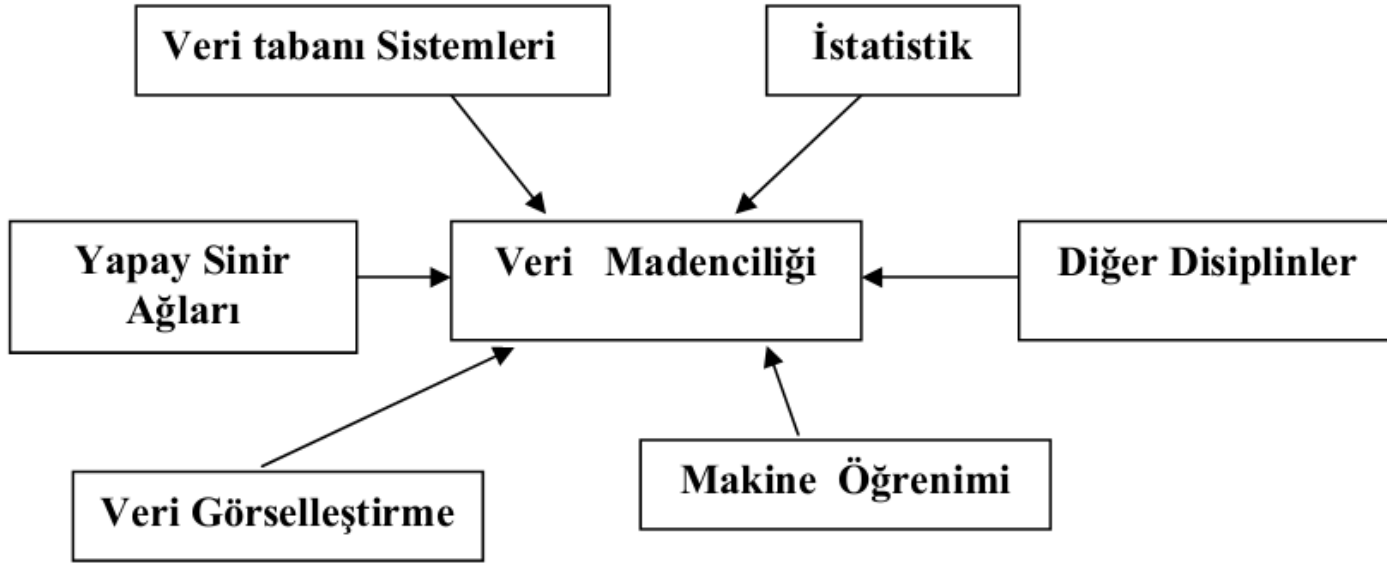 Veri tabanı Sistemleri
İstatistik
Yapay Sinir
Ağları
Veri Madenciliği
Diğer Disiplinler
Veri Görselleştirme
Makine Öğrenimi